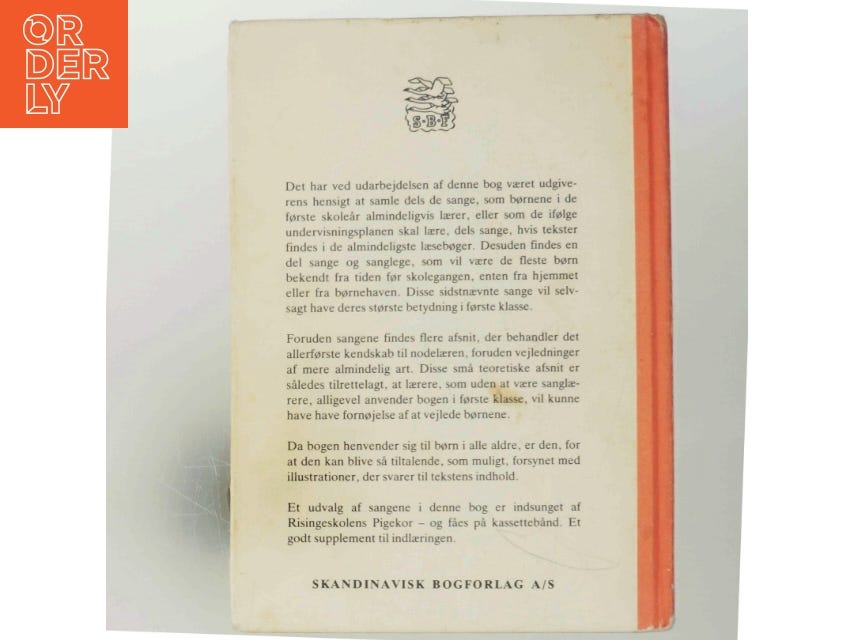 OR
DER
LY
S·B·F
Det har ved udarbejdelsen af denne bog været udgive-
rens hensigt at samle dels de sange, som børnene i de
første skoleår almindeligvis lærer, eller som de ifølge
undervisningsplanen skal lære, dels sange, hvis tekster
findes i de almindeligste læsebøger. Desuden findes en
del sange og sanglege, som vil være de fleste børn
bekendt fra tiden før skolegangen, enten fra hjemmet
eller fra børnehaven. Disse sidstnævnte sange vil selv-
sagt have deres største betydning i første klasse.
Foruden sangene findes flere afsnit, der behandler det
allerførste kendskab til nodelæren, foruden vejledninger
af mere almindelig art. Disse små teoretiske afsnit er
således tilrettelagt, at lærere, som uden at være sanglæ-
rere, alligevel anvender bogen i første klasse, vil kunne
have have fornøjelse af at vejlede børnene.
Da bogen henvender sig til børn i alle aldre, er den, for
at den kan blive så tiltalende, som muligt, forsynet med
illustrationer, der svarer til tekstens indhold.
Et udvalg af sangene i denne bog er indsunget af
Risingeskolens Pigekor – og fåes på kassettebånd. Et
godt supplement til indlæringen.
SKANDINAVISK BOGFORLAG A/S